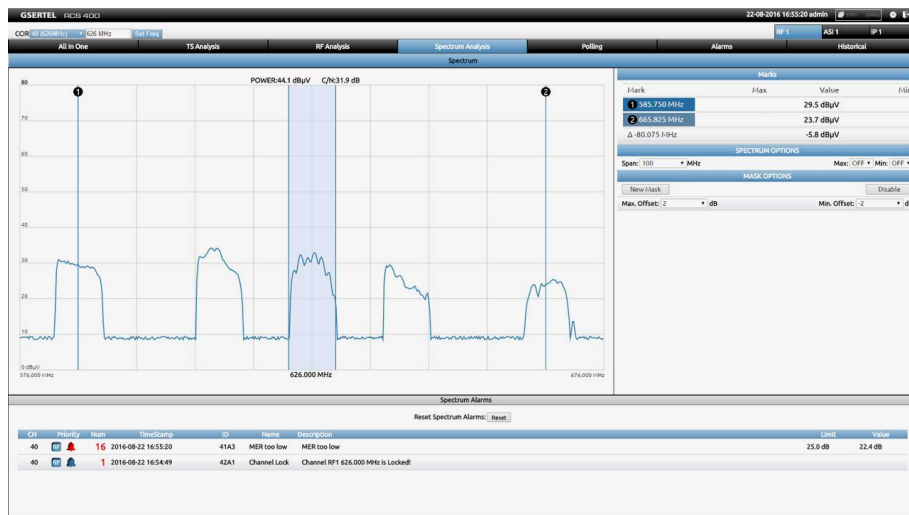 GSERTEL RCS 400
22-08-2016 16:55:20 admin
COIR 40 (626MHz) 626 MHz Set Freq
RF 1 ASI 1 IP 1
All In One TS Analysis RF Analysis Spectrum Analysis Polling Alarms Historical
Spectrum
POWER:44.1 dBµV C/N:31.9 dB
80
70
60
50
40
30
20
10
0 dBµV
1
2
576.000 MHz 626.000 MHz 676.000 MHz
Marks
Mark Max Value Min
1 585.750 MHz 29.5 dBµV
2 665.825 MHz 23.7 dBµV
Δ -80.075 MHz -5.8 dBµV
SPECTRUM OPTIONS
Span: 100 MHz Max: OFF Min: OFF
MASK OPTIONS
New Mask Disable
Max. Offset: 2 dB Min. Offset: -2 d
Spectrum Alarms
Reset Spectrum Alarms: Reset
CH Priority Num TimeStamp ID Name Description Limit Value
40 RF 16 2016-08-22 16:55:20 41A3 MER too low MER too low 25.0 dB 22.4 dB
40 RF 1 2016-08-22 16:54:49 42A1 Channel Lock Channel RF1 626.000 MHz is Locked!